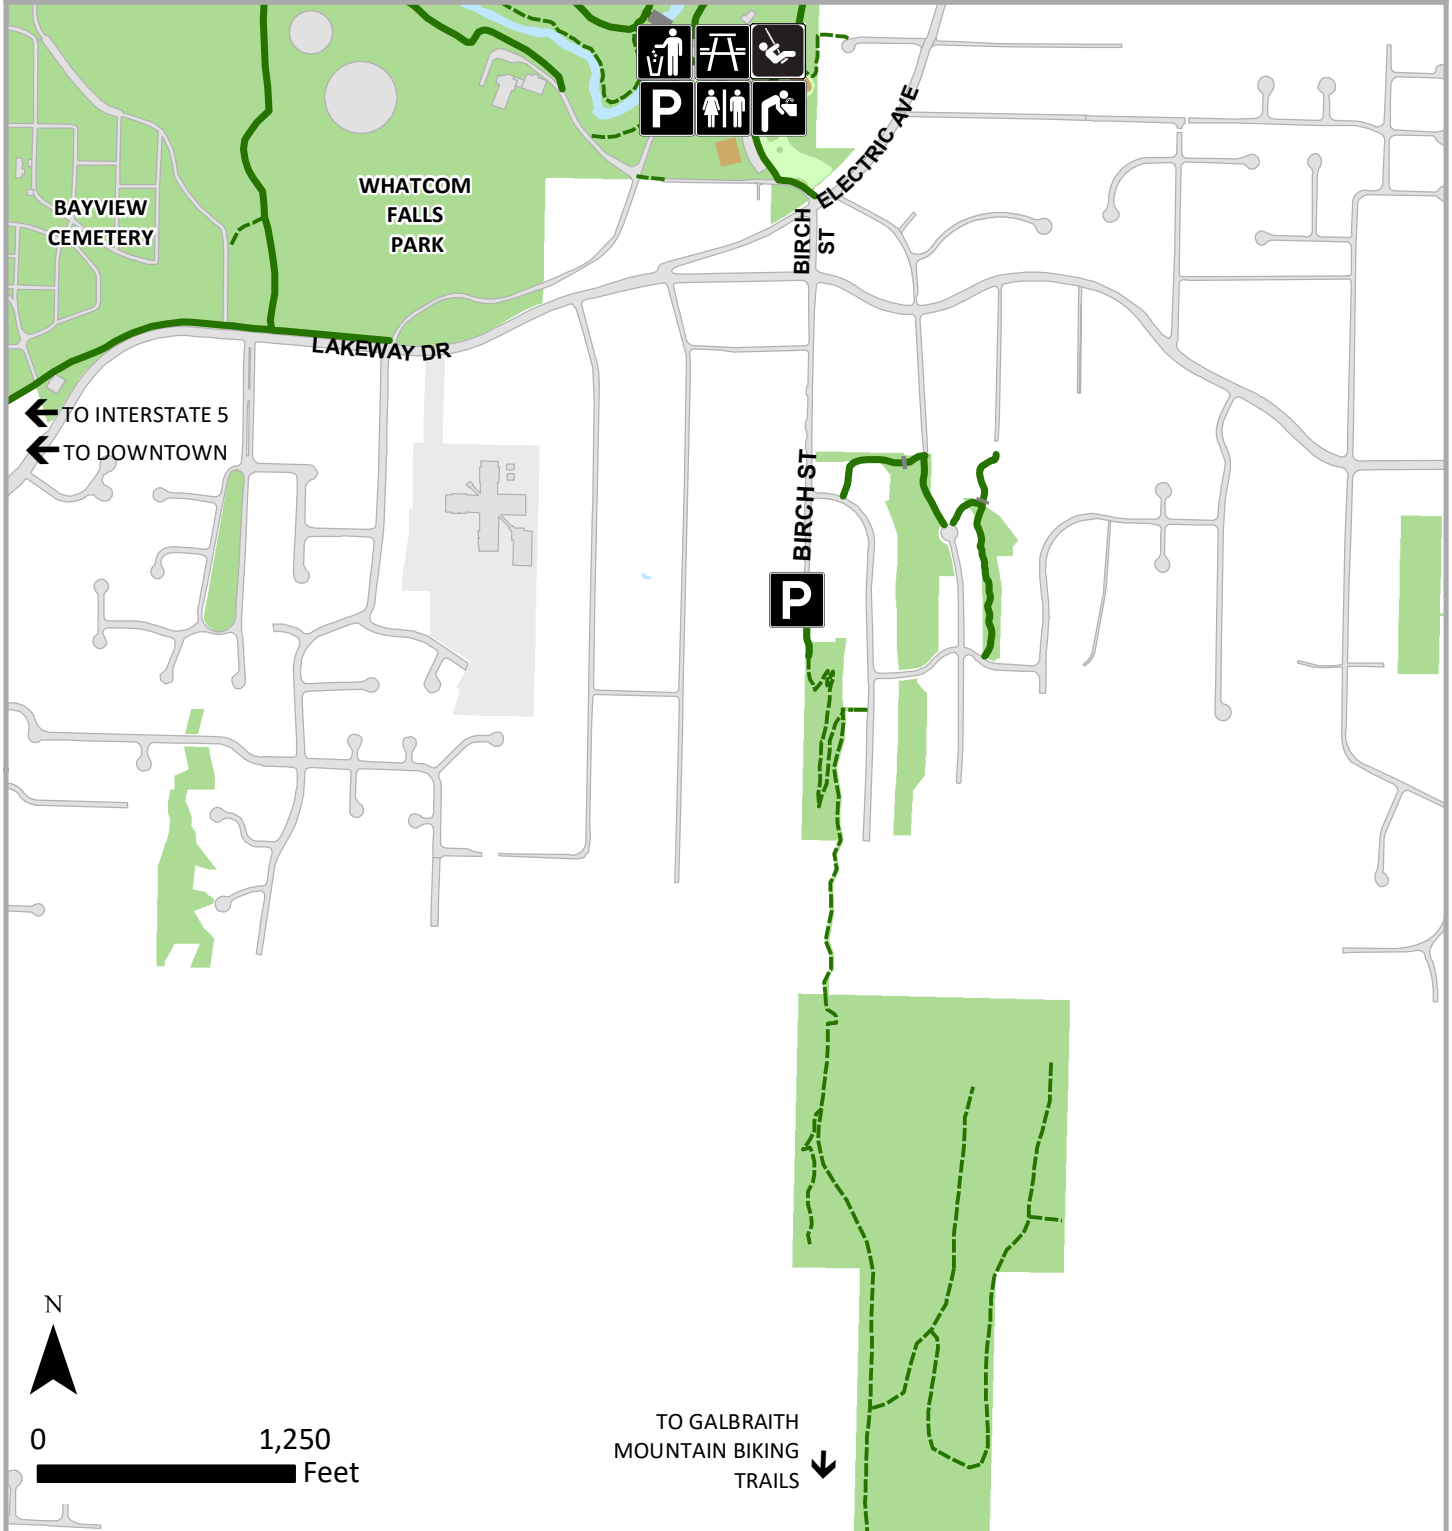 P
ELECTRIC AVE
WHATCOM
FALLS
PARK
BAYVIEW
CEMETERY
BIRCH
ST
LAKEWAY DR
TO INTERSTATE 5
TO DOWNTOWN
BIRCH ST
P
N
0 1,250
Feet
TO GALBRAITH
MOUNTAIN BIKING
TRAILS